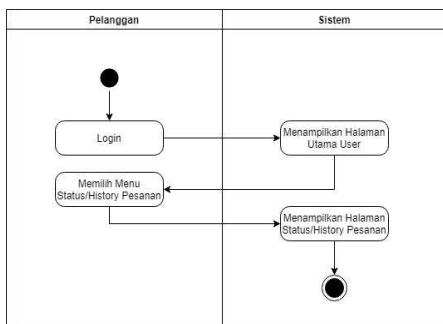 Pelanggan
Sistem
Login
Menampilkan Halaman
Utama User
Memilih Menu
Status/History Pesanan
Menampilkan Halaman
Status/History Pesanan